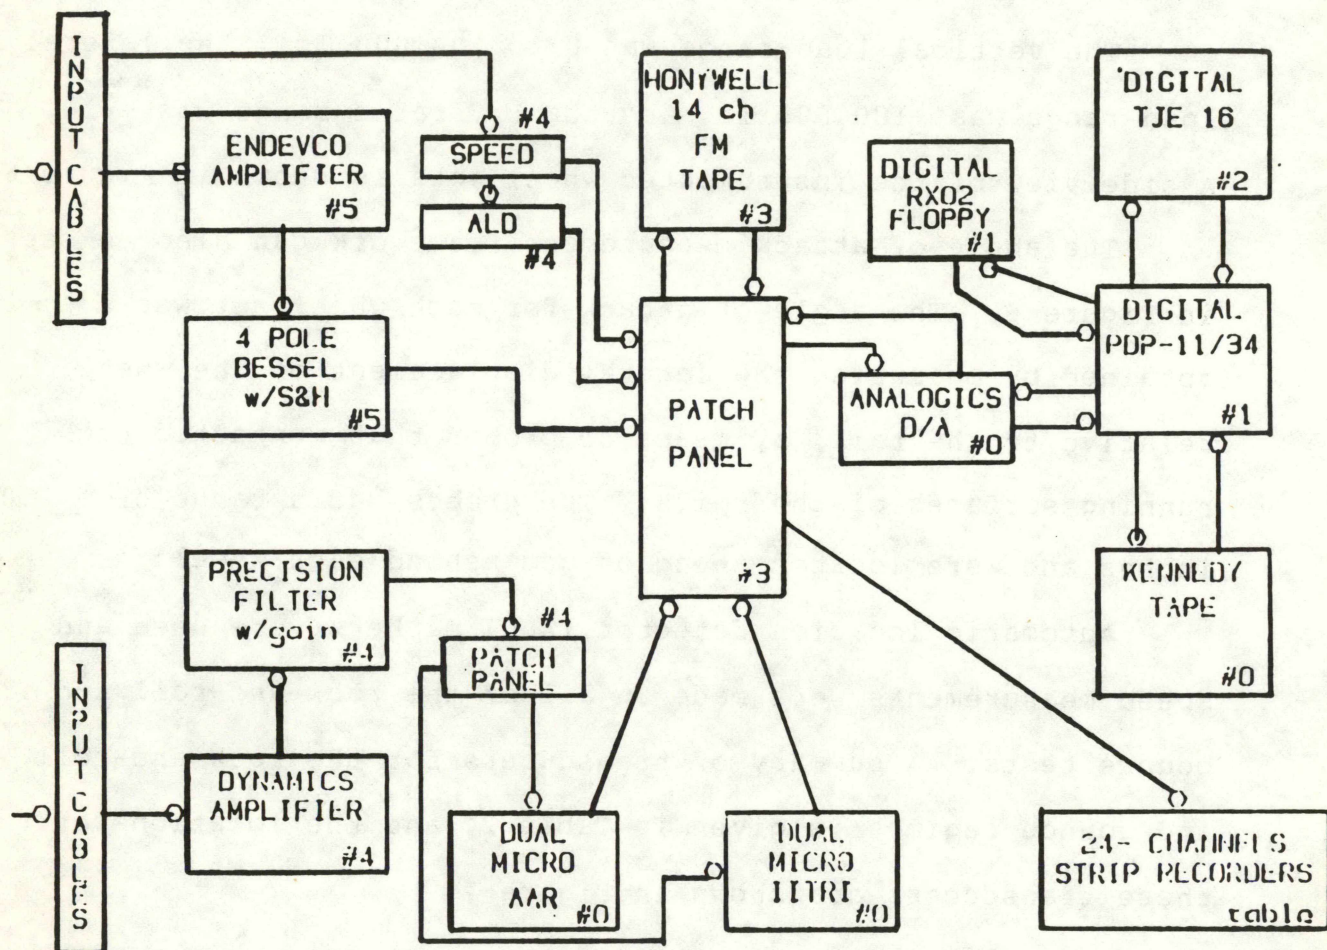 INPUT CABLES
ENDEVCO
AMPLIFIER
#5
4 POLE
BESSEL
w/S&H
#5
#4
SPEED
ALD
#4
HONYWELL
14 ch
FM
TAPE
#3
DIGITAL
RX02
FLOPPY
#1
DIGITAL
TJE16
#2
DIGITAL
PDP-11/34
#1
ANALOGICS
D/A
#0
PATCH
PANEL
#3
KENNEDY
TAPE
#0
INPUT CABLES
PRECISION
FILTER
w/gain
#4
#4
PATCH
PANEL
DYNAMICS
AMPLIFIER
#4
DUAL
MICRO
AAR
#0
DUAL
MICRO
IITRI
#0
24- CHANNELS
STRIP RECORDERS
table